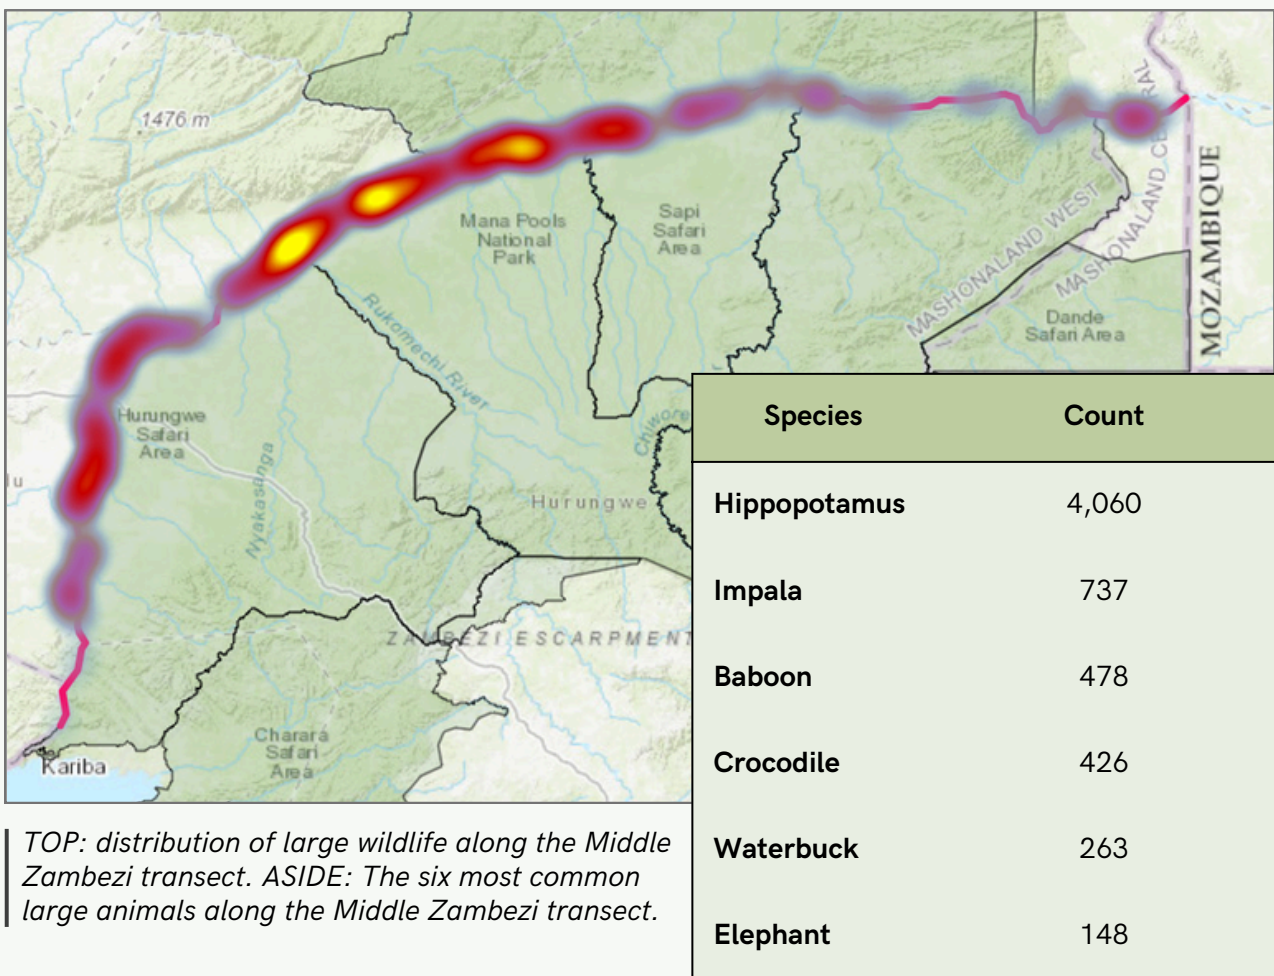 1476 m
MASHONALAND CENTRAL
MASHONALAND WEST
MOZAMBIQUE
Mana Pools
National
Park
Sapi
Safari
Area
Dande
Safari Area
Rukomechi River
Hurungwe
Safari
Area
lu
Nyakasanga
Chiwore
r
Hurungwe
ZAMBEZI ESCARPMENT
Charara
Safari
Area
Kariba
Species Count
Hippopotamus 4,060
Impala 737
Baboon 478
Crocodile 426
Waterbuck 263
Elephant 148
TOP: distribution of large wildlife along the Middle
Zambezi transect. ASIDE: The six most common
large animals along the Middle Zambezi transect.